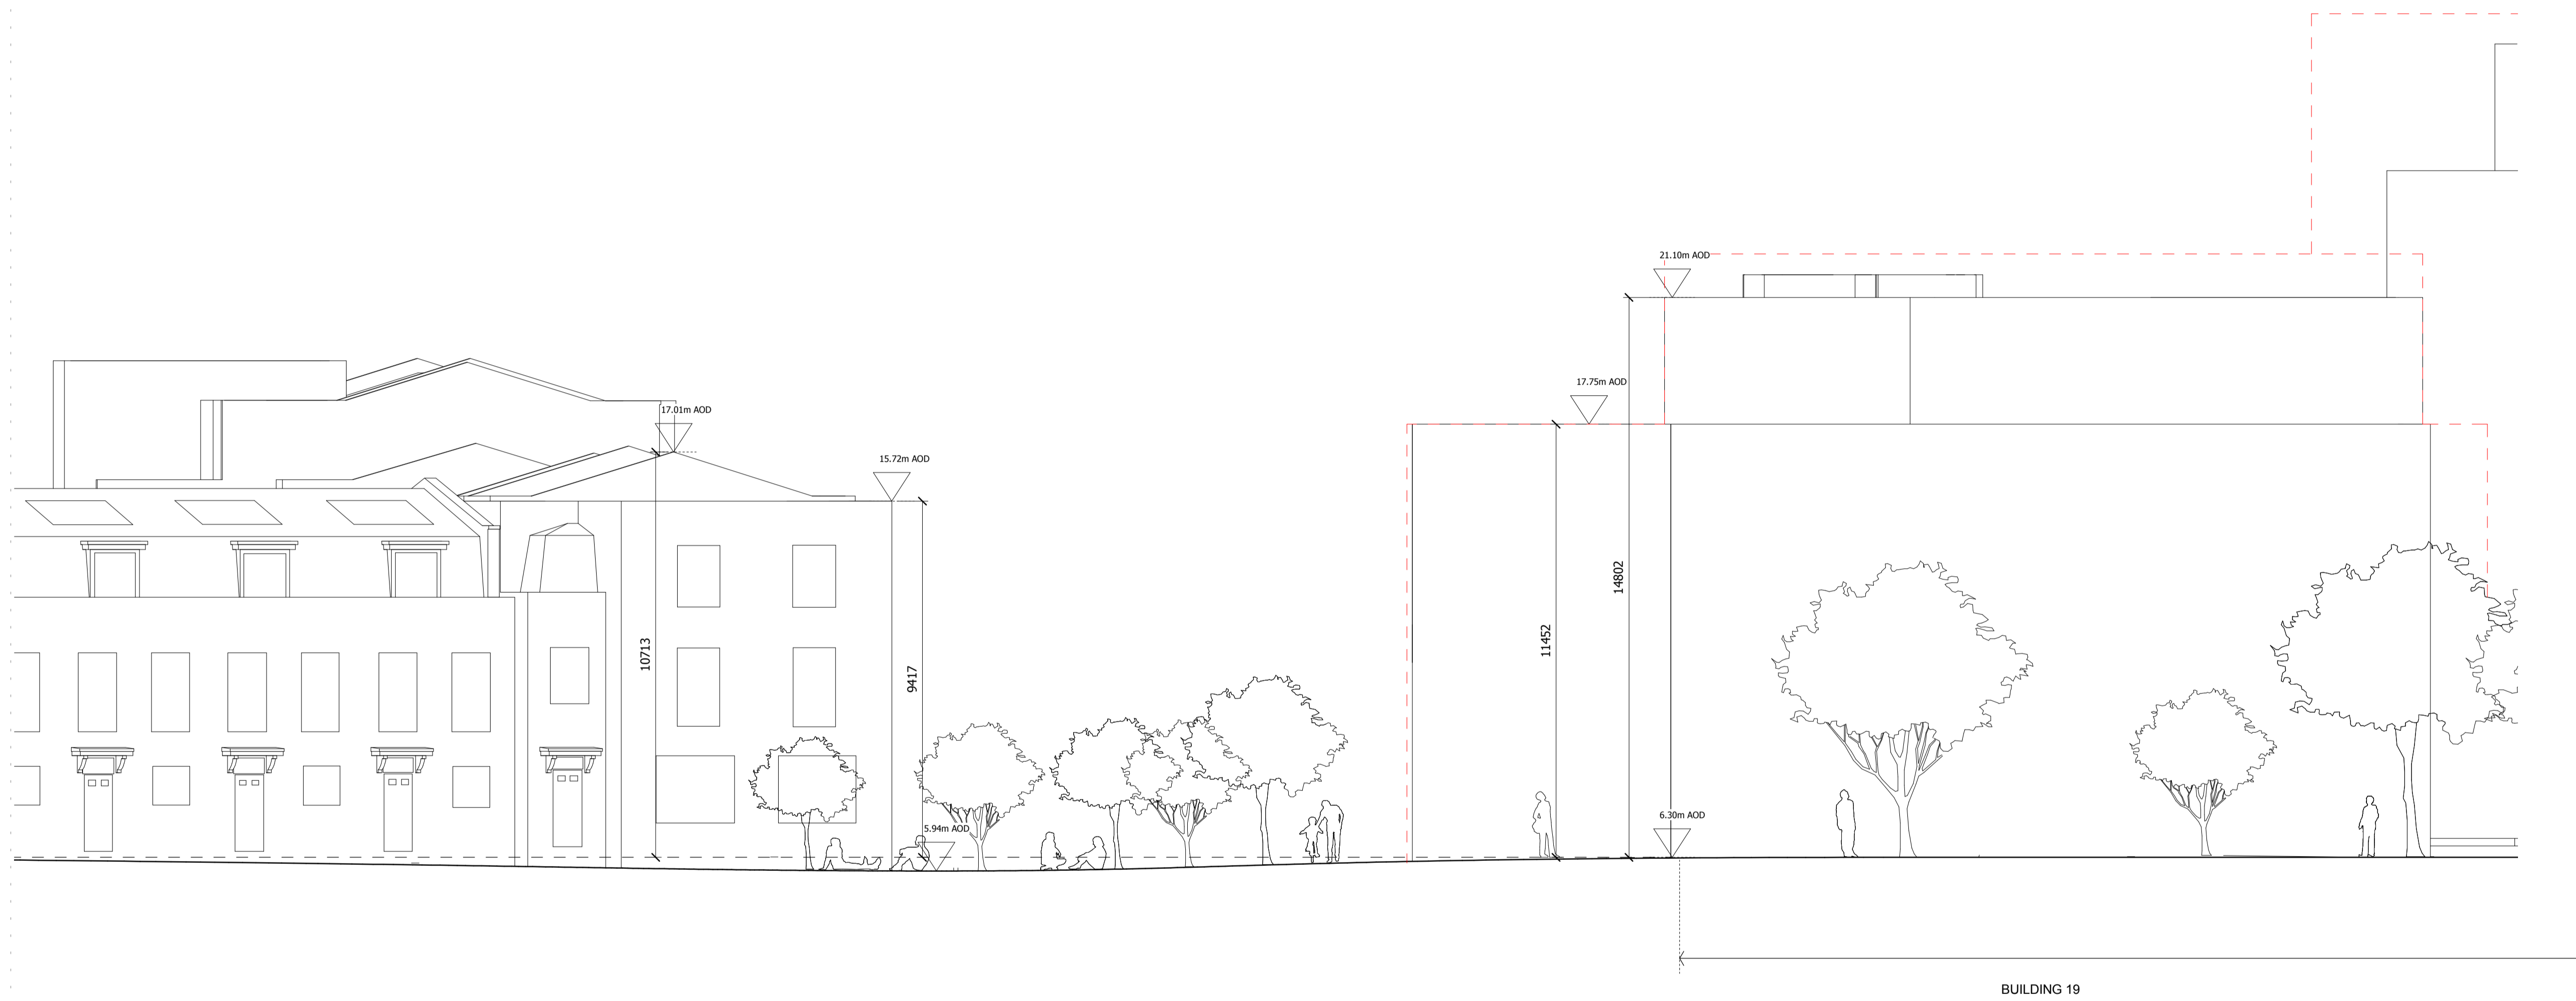 21.10m AOD
17.75m AOD
17.01m AOD
15.72m AOD
14802
11452
10713
9417
6.30m AOD
5.94m AOD
BUILDING 19